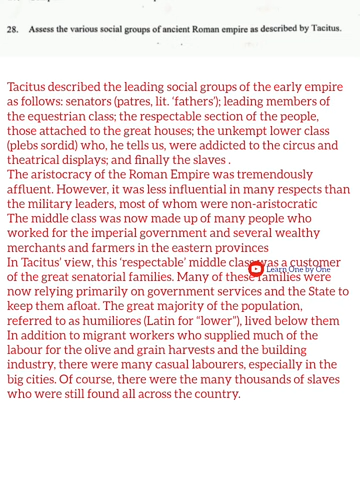 28. Assess the various social groups of ancient Roman empire as described by Tacitus.
Tacitus described the leading social groups of the early empire
as follows: senators (patres, lit. 'fathers'); leading members of
the equestrian class; the respectable section of the people,
those attached to the great houses; the unkempt lower class
(plebs sordid) who, he tells us, were addicted to the circus and
theatrical displays; and finally the slaves .
The aristocracy of the Roman Empire was tremendously
affluent. However, it was less influential in many respects than
the military leaders, most of whom were non-aristocratic
The middle class was now made up of many people who
worked for the imperial government and several wealthy
merchants and farmers in the eastern provinces
In Tacitus' view, this 'respectable' middle class was a customer
Learn One by One
of the great senatorial families. Many of these families were
now relying primarily on government services and the State to
keep them afloat. The great majority of the population,
referred to as humiliores (Latin for "lower"), lived below them
In addition to migrant workers who supplied much of the
labour for the olive and grain harvests and the building
industry, there were many casual labourers, especially in the
big cities. Of course, there were the many thousands of slaves
who were still found all across the country.